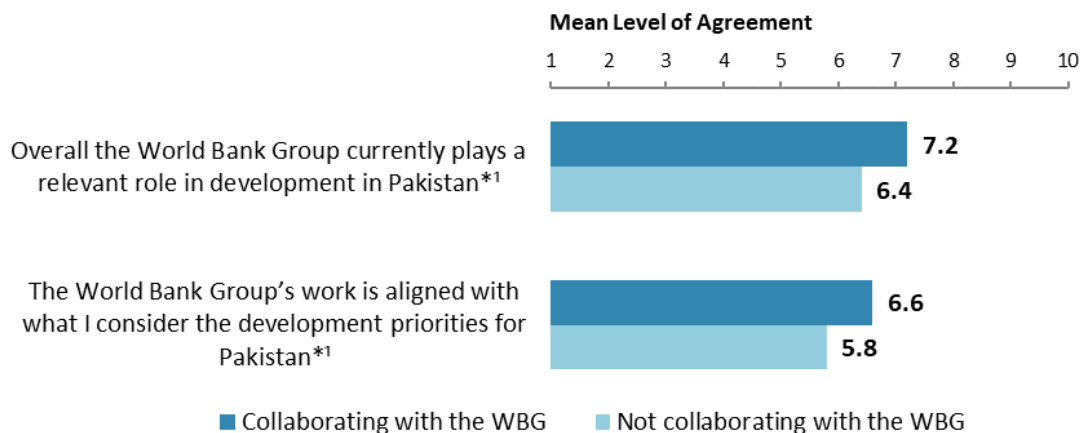 Mean Level of Agreement
1 2 3 4 5 6 7 8 9 10
Overall the World Bank Group currently plays a
relevant role in development in Pakistan*¹
7.2
6.4
The World Bank Group’s work is aligned with
what I consider the development priorities for
Pakistan*¹
6.6
5.8
Collaborating with the WBG Not collaborating with the WBG